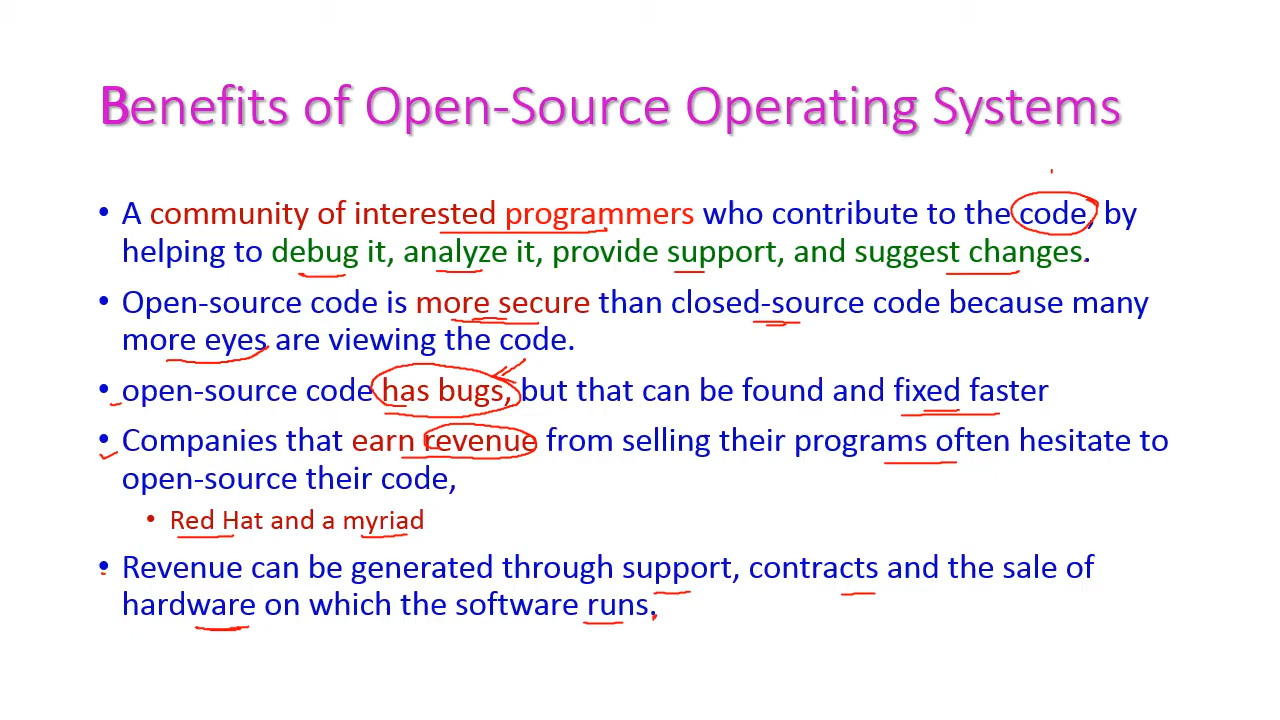 Benefits of Open-Source Operating Systems
• A community of interested programmers who contribute to the code, by
helping to debug it, analyze it, provide support, and suggest changes.
• Open-source code is more secure than closed-source code because many
more eyes are viewing the code.
• open-source code has bugs, but that can be found and fixed faster
• Companies that earn revenue from selling their programs often hesitate to
open-source their code,
• Red Hat and a myriad
• Revenue can be generated through support, contracts and the sale of
hardware on which the software runs.